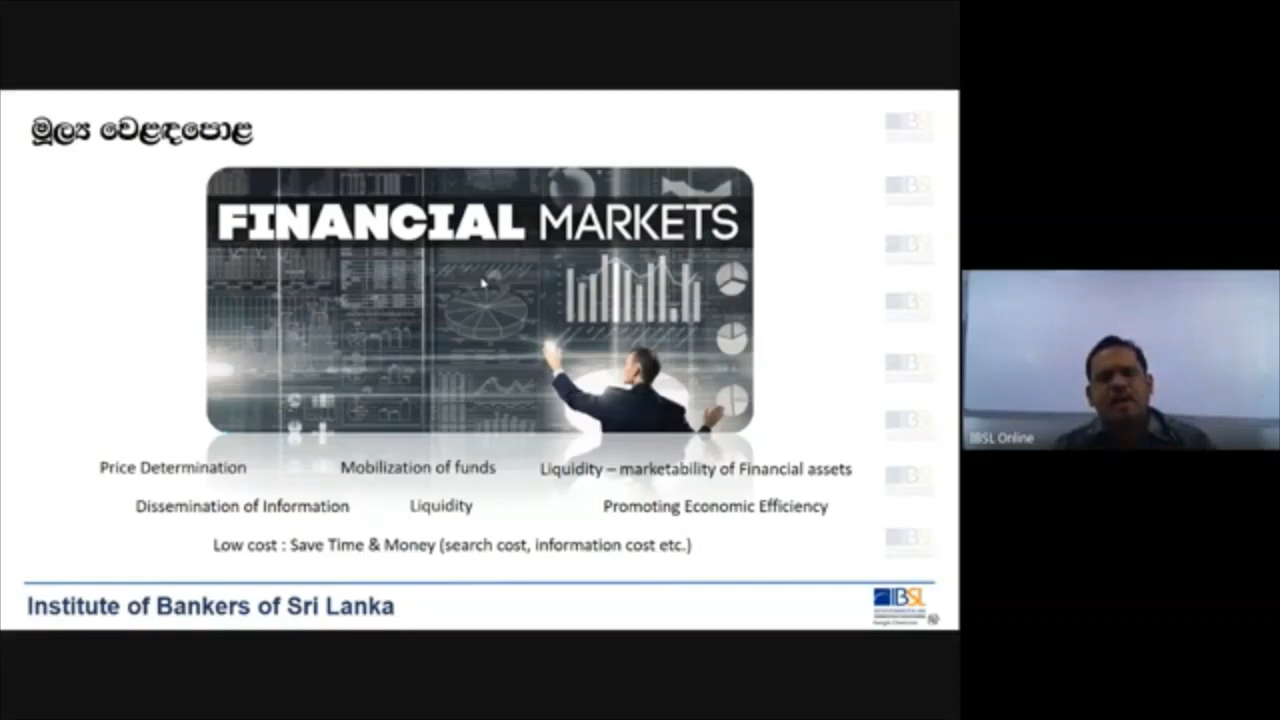 මූල්‍ය වෙළඳපොළ
FINANCIAL MARKETS
Price Determination
Mobilization of funds
Liquidity – marketability of Financial assets
Dissemination of Information
Liquidity
Promoting Economic Efficiency
Low cost : Save Time & Money (search cost, information cost etc.)
Institute of Bankers of Sri Lanka
IBSL
IBSL Online